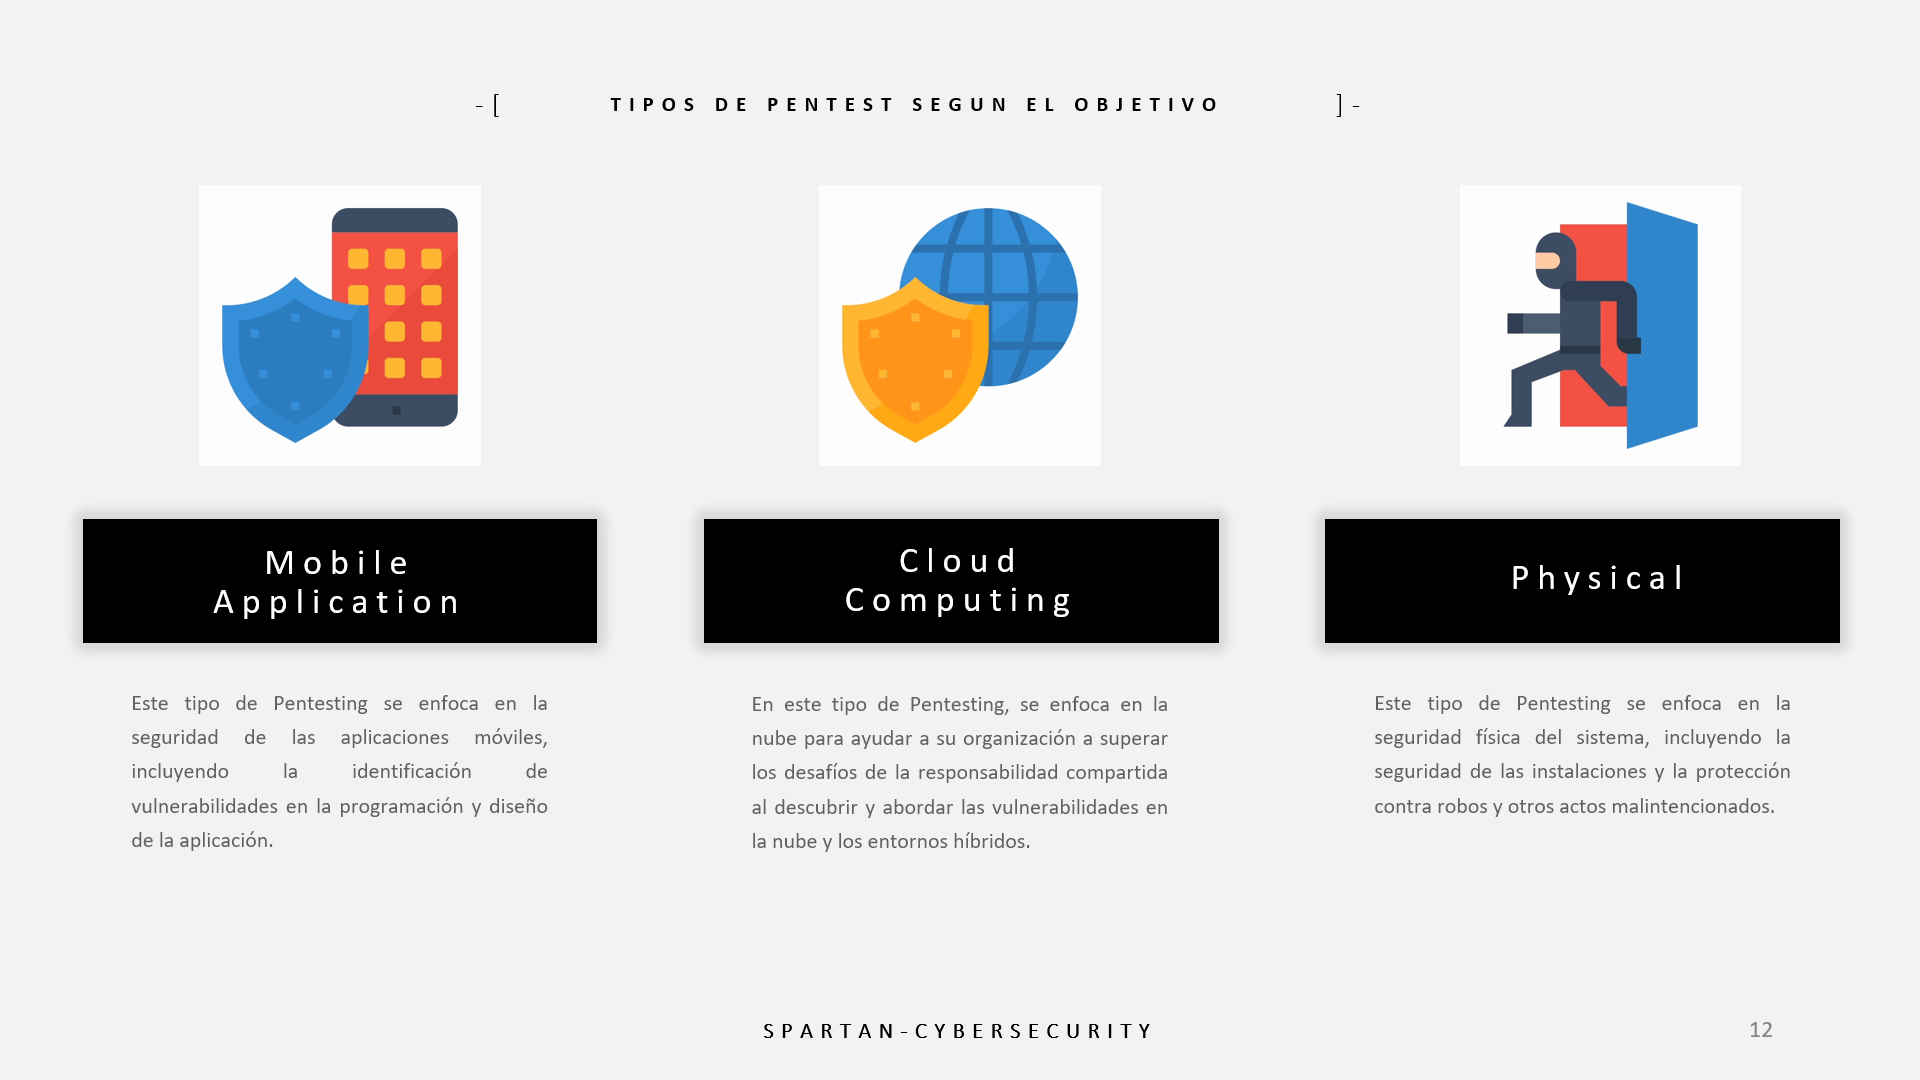 -[ TIPOS DE PENTEST SEGUN EL OBJETIVO ]-
Mobile
Application
Este tipo de Pentesting se enfoca en la
seguridad de las aplicaciones móviles,
incluyendo la identificación de
vulnerabilidades en la programación y diseño
de la aplicación.
Cloud
Computing
En este tipo de Pentesting, se enfoca en la
nube para ayudar a su organización a superar
los desafíos de la responsabilidad compartida
al descubrir y abordar las vulnerabilidades en
la nube y los entornos híbridos.
Physical
Este tipo de Pentesting se enfoca en la
seguridad física del sistema, incluyendo la
seguridad de las instalaciones y la protección
contra robos y otros actos malintencionados.
SPARTAN-CYBERSECURITY
12